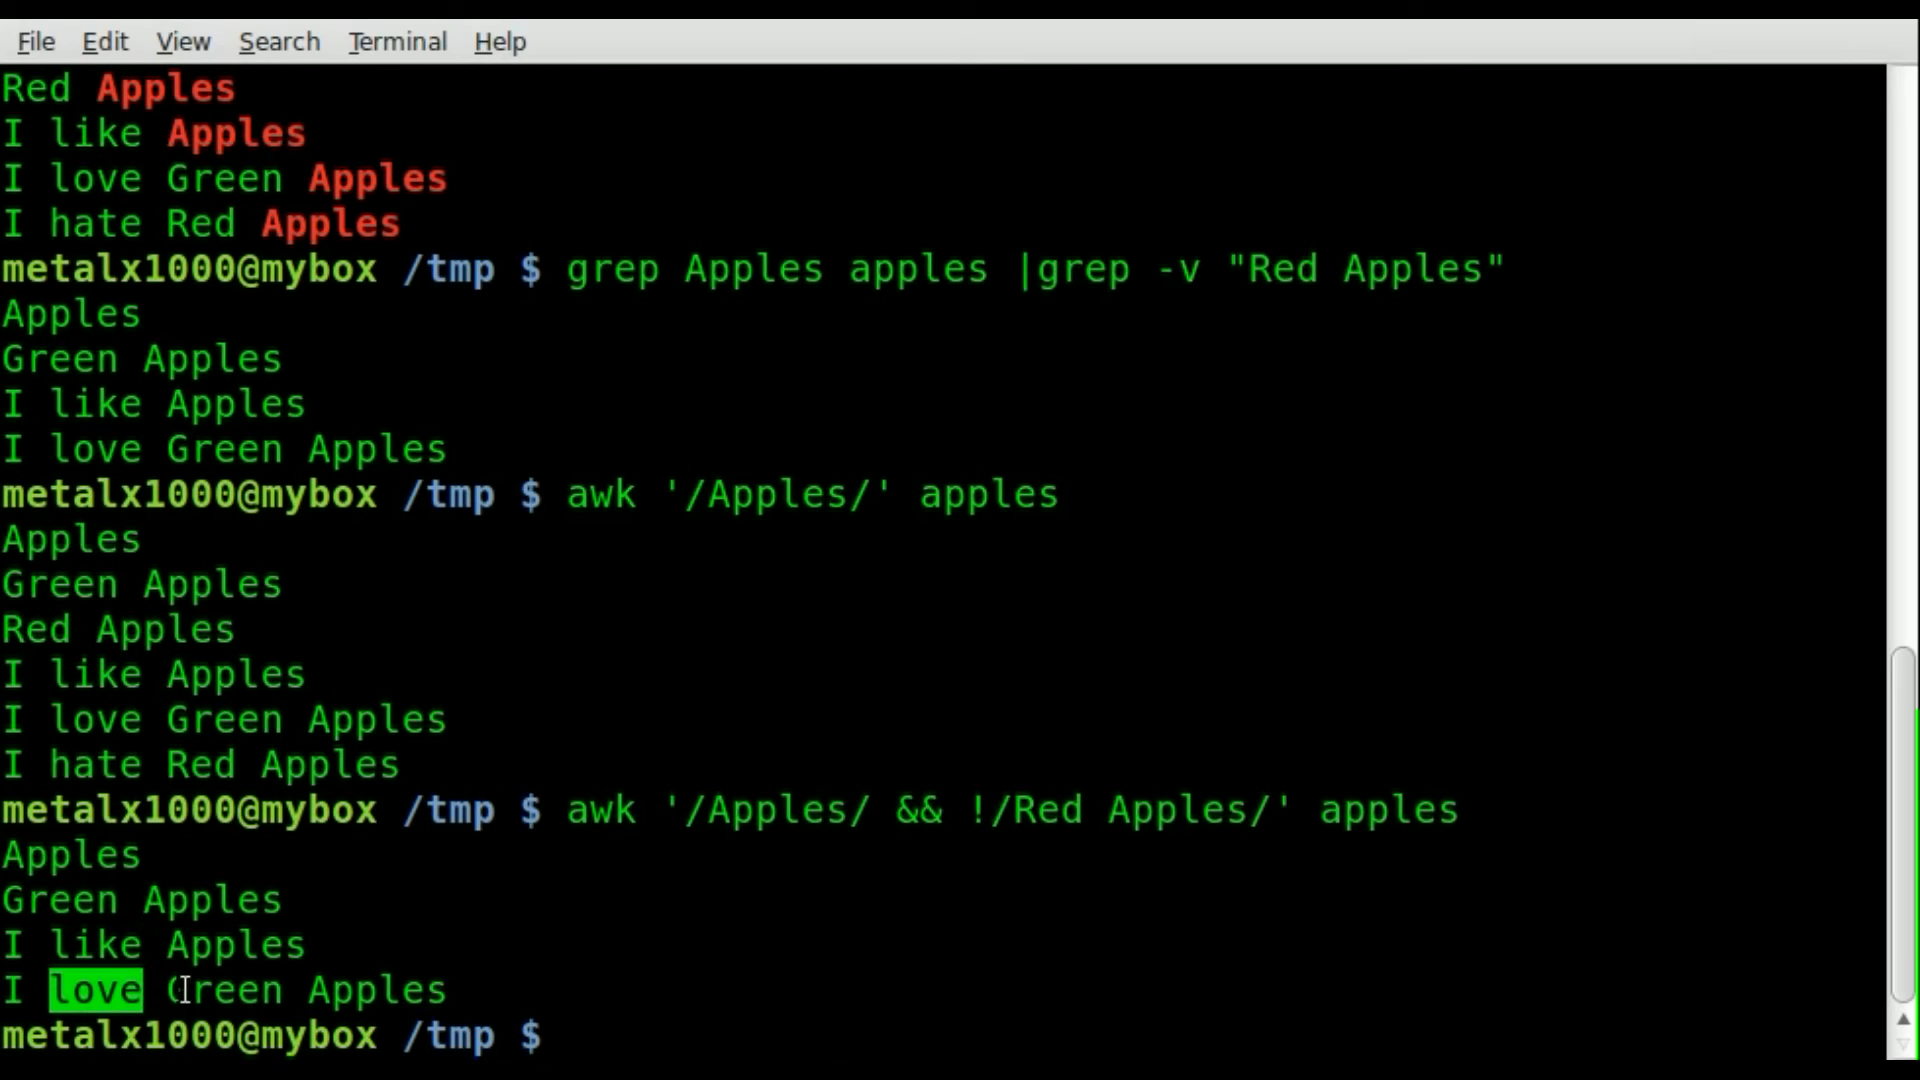 File Edit View Search Terminal Help
Red Apples
I like Apples
I love Green Apples
I hate Red Apples
metalx1000@mybox /tmp $ grep Apples apples |grep -v "Red Apples"
Apples
Green Apples
I like Apples
I love Green Apples
metalx1000@mybox /tmp $ awk '/Apples/' apples
Apples
Green Apples
Red Apples
I like Apples
I love Green Apples
I hate Red Apples
metalx1000@mybox /tmp $ awk '/Apples/ && !/Red Apples/' apples
Apples
Green Apples
I like Apples
I love Green Apples
metalx1000@mybox /tmp $